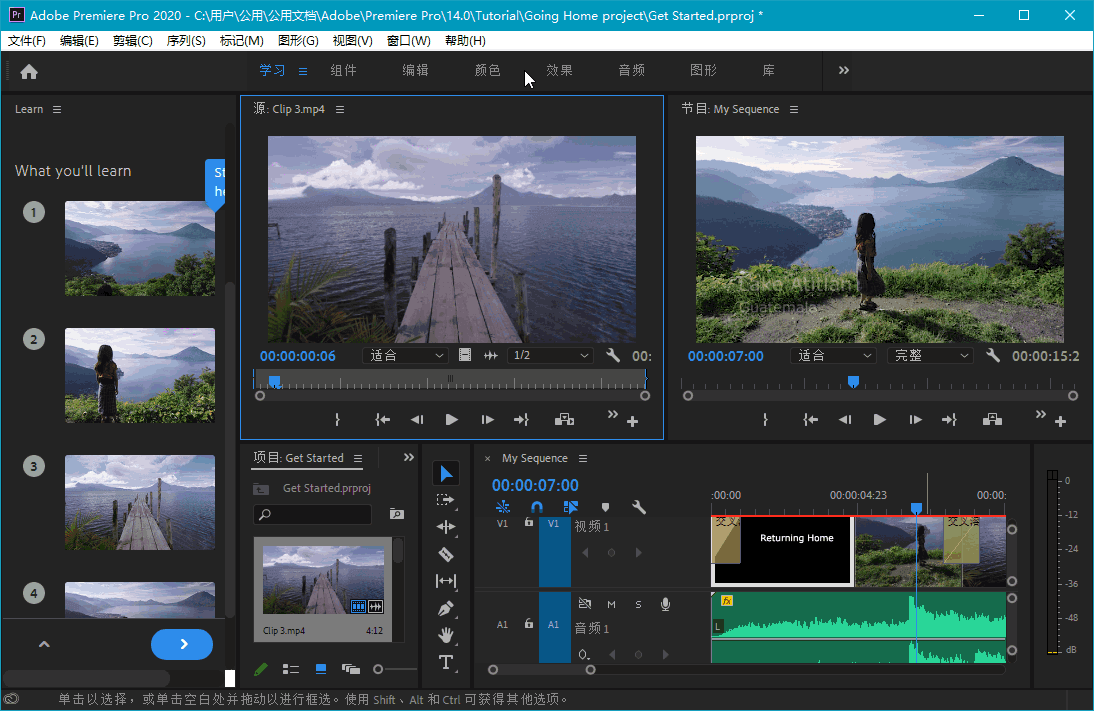 Pr Adobe Premiere Pro 2020 - C:\用户\公用\公用文档\Adobe\Premiere Pro\14.0\Tutorial\Going Home project\Get Started.prproj *
文件(F) 编辑(E) 剪辑(C) 序列(S) 标记(M) 图形(G) 视图(V) 窗口(W) 帮助(H)
学习 组件 编辑 颜色 效果 音频 图形 库
Learn
源: Clip 3.mp4
节目: My Sequence
What you'll learn
1
2
3
4
Lake Atitlan
Guatemala
00:00:00:06 适合 1/2 00:
00:00:07:00 适合 完整 00:00:15:2
项目: Get Started
Get Started.prproj
Clip 3.mp4 4:12
× My Sequence
00:00:07:00
:00:00 00:00:04:23 00:00:
V1 V1 视频 1
Returning Home
A1 A1 M S
音频 1
fx
L
0
-12
-24
-36
-48
dB
单击以选择，或单击空白处并拖动以进行框选。使用 Shift、Alt 和 Ctrl 可获得其他选项。